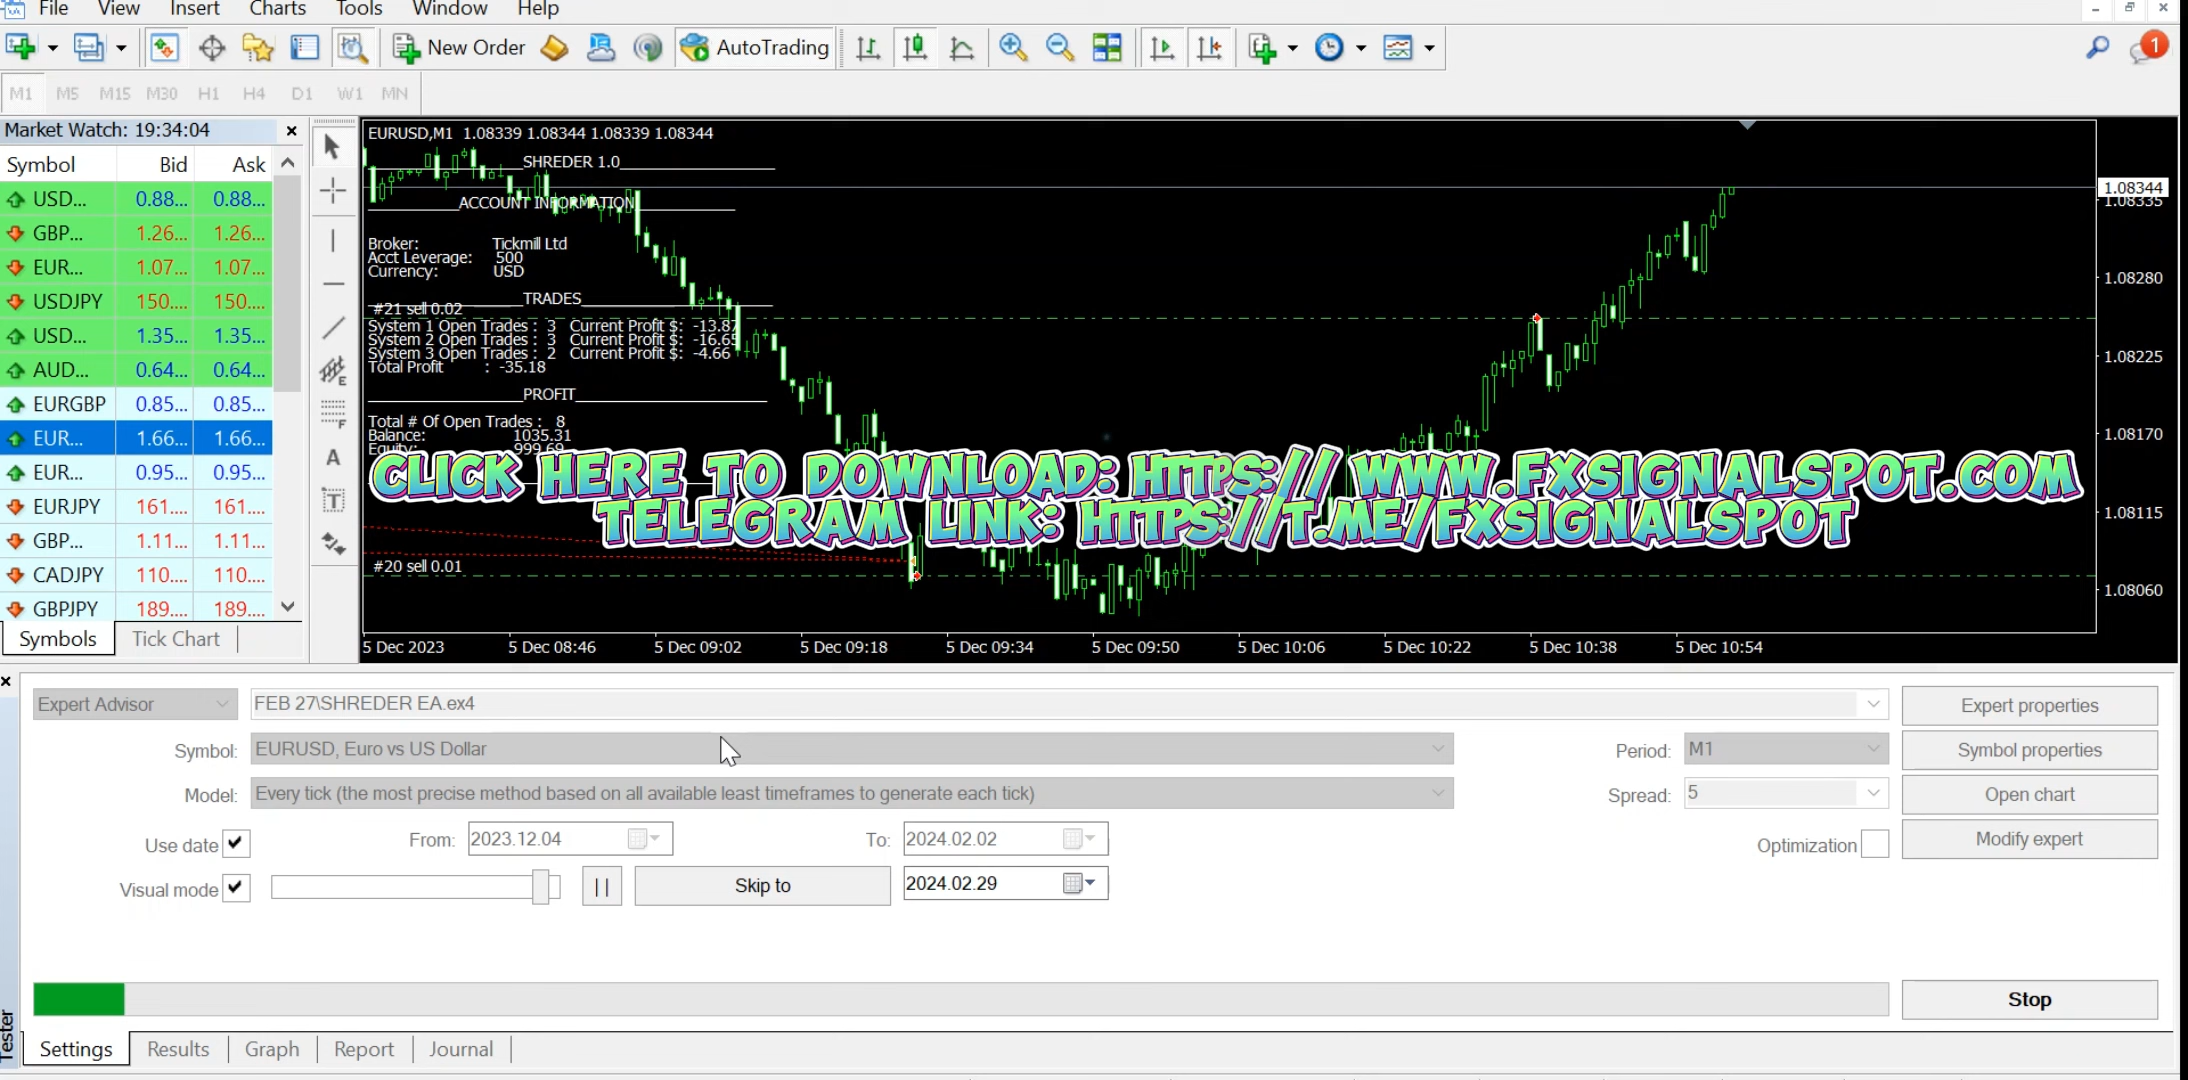 File View Insert Charts Tools Window Help
New Order AutoTrading 1
M1 M5 M15 M30 H1 H4 D1 W1 MN
Market Watch: 19:34:04
Symbol Bid Ask
USD... 0.88... 0.88...
GBP... 1.26... 1.26...
EUR... 1.07... 1.07...
USDJPY 150.... 150....
USD... 1.35... 1.35...
AUD... 0.64... 0.64...
EURGBP 0.85... 0.85...
EUR... 1.66... 1.66...
EUR... 0.95... 0.95...
EURJPY 161.... 161....
GBP... 1.11... 1.11...
CADJPY 110.... 110....
GBPJPY 189.... 189....
Symbols Tick Chart
EURUSD,M1 1.08339 1.08344 1.08339 1.08344
SHREDER 1.0
ACCOUNT INFORMATION
Broker: Tickmill Ltd
Acct Leverage: 500
Currency: USD
TRADES
#21 sell 0.02
System 1 Open Trades : 3 Current Profit $: -13.87
System 2 Open Trades : 3 Current Profit $: -16.65
System 3 Open Trades : 2 Current Profit $: -4.66
Total Profit : -35.18
PROFIT
Total # Of Open Trades : 8
Balance: 1035.31
Equity: 999.69
CLICK HERE TO DOWNLOAD: HTTPS:// WWW.FXSIGNALSPOT.COM
TELEGRAM LINK: HTTPS://T.ME/FXSIGNALSPOT
#20 sell 0.01
1.08344
1.08335
1.08280
1.08225
1.08170
1.08115
1.08060
5 Dec 2023 5 Dec 08:46 5 Dec 09:02 5 Dec 09:18 5 Dec 09:34 5 Dec 09:50 5 Dec 10:06 5 Dec 10:22 5 Dec 10:38 5 Dec 10:54
Expert Advisor FEB 27\SHREDER EA.ex4 Expert properties
Symbol: EURUSD, Euro vs US Dollar Period: M1 Symbol properties
Model: Every tick (the most precise method based on all available least timeframes to generate each tick) Spread: 5 Open chart
Use date From: 2023.12.04 To: 2024.02.02 Optimization Modify expert
Visual mode Skip to 2024.02.29
Stop
Tester
Settings Results Graph Report Journal